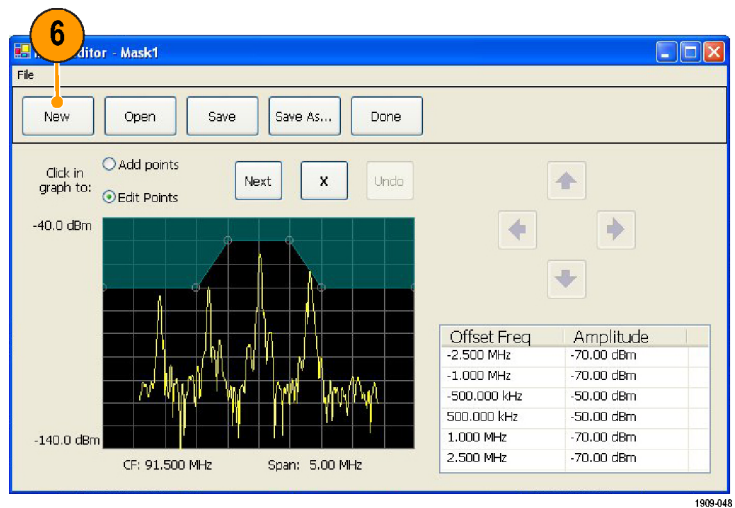 6
ditor - Mask1
File
New Open Save Save As... Done
Click in graph to:
Add points
Edit Points
Next X Undo
-40.0 dBm
-140.0 dBm
CF: 91.500 MHz Span: 5.00 MHz
Offset Freq Amplitude
-2.500 MHz -70.00 dBm
-1.000 MHz -70.00 dBm
-500.000 kHz -50.00 dBm
500.000 kHz -50.00 dBm
1.000 MHz -70.00 dBm
2.500 MHz -70.00 dBm
1909-048